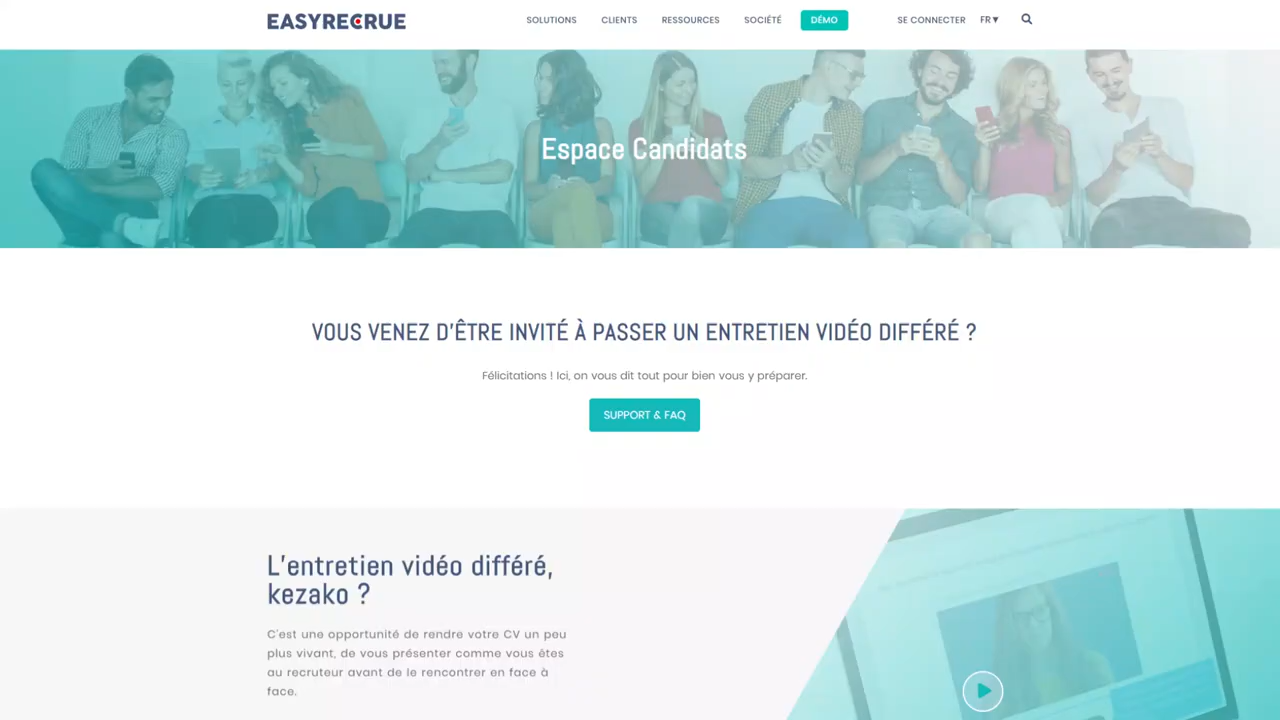 EASYRECRUE
SOLUTIONS
CLIENTS
RESSOURCES
SOCIÉTÉ
DÉMO
SE CONNECTER
FR▼
Espace Candidats
VOUS VENEZ D'ÊTRE INVITÉ À PASSER UN ENTRETIEN VIDÉO DIFFÉRÉ ?
Félicitations ! Ici, on vous dit tout pour bien vous y préparer.
SUPPORT & FAQ
L'entretien vidéo différé,
kezako ?
C'est une opportunité de rendre votre CV un peu
plus vivant, de vous présenter comme vous êtes
au recruteur avant de le rencontrer en face à
face.